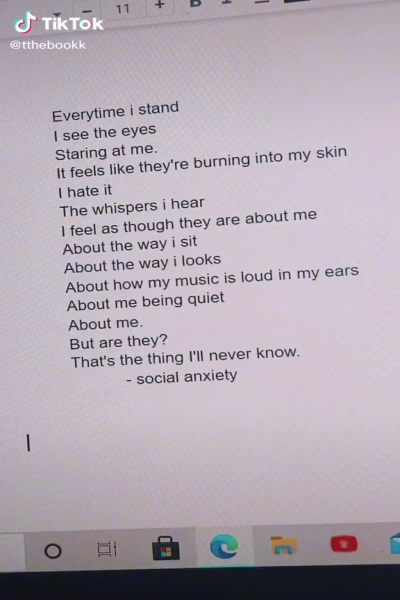 TikTok
@tthebookk
11
Everytime i stand
I see the eyes
Staring at me.
It feels like they're burning into my skin
I hate it
The whispers i hear
I feel as though they are about me
About the way i sit
About the way i looks
About how my music is loud in my ears
About me being quiet
About me.
But are they?
That's the thing I'll never know.
- social anxiety